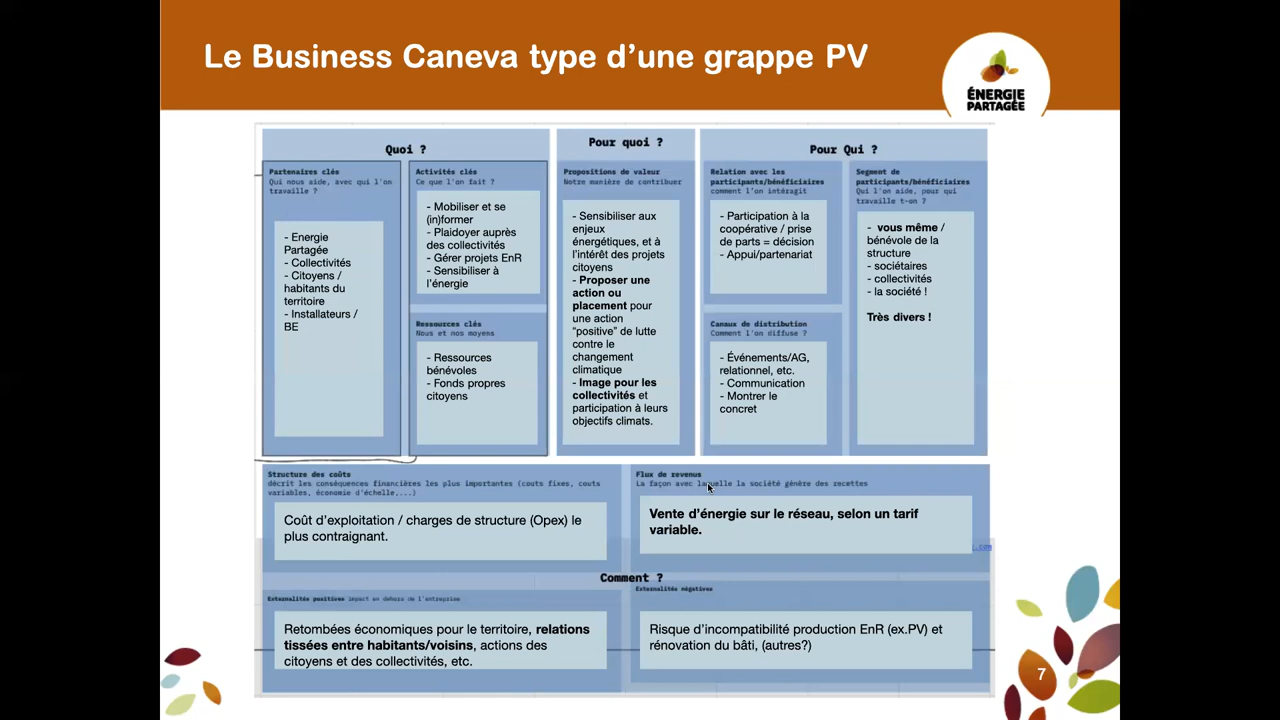 Le Business Caneva type d'une grappe PV
ÉNERGIE
PARTAGÉE
Quoi ?
Partenaires clés
Qui nous aide, avec qui l'on
travaille ?
- Energie
Partagée
- Collectivités
- Citoyens /
habitants du
territoire
- Installateurs /
BE
Activités clés
Ce que l'on fait ?
- Mobiliser et se
(in)former
- Plaidoyer auprès
des collectivités
- Gérer projets EnR
- Sensibiliser à
l'énergie
Ressources clés
Nous et nos moyens
- Ressources
bénévoles
- Fonds propres
citoyens
Pour quoi ?
Propositions de valeur
Notre manière de contribuer
- Sensibiliser aux
enjeux
énergétiques, et à
l'intérêt des projets
citoyens
- Proposer une
action ou
placement pour
une action
"positive" de lutte
contre le
changement
climatique
- Image pour les
collectivités et
participation à leurs
objectifs climats.
Pour Qui ?
Relation avec les
participants/bénéficiaires
comment l'on intéragit
- Participation à la
coopérative / prise
de parts = décision
- Appui/partenariat
Canaux de distribution
Comment l'on diffuse ?
- Événements/AG,
relationnel, etc.
- Communication
- Montrer le
concret
Segment de
participants/bénéficiaires
Qui l'on aide, pour qui
travaille t-on ?
- vous même /
bénévole de la
structure
- sociétaires
- collectivités
- la société !
Très divers !
Structure des coûts
décrit les conséquences financières les plus importantes (couts fixes, couts
variables, économie d'échelle,...)
Coût d'exploitation / charges de structure (Opex) le
plus contraignant.
Flux de revenu
La façon avec laquelle la société génère des recettes
Vente d'énergie sur le réseau, selon un tarif
variable.
.com
Comment ?
Externalités positives impact en dehors de l'entreprise
Retombées économiques pour le territoire, relations
tissées entre habitants/voisins, actions des
citoyens et des collectivités, etc.
Externalités négatives
Risque d'incompatibilité production EnR (ex.PV) et
rénovation du bâti, (autres?)
7